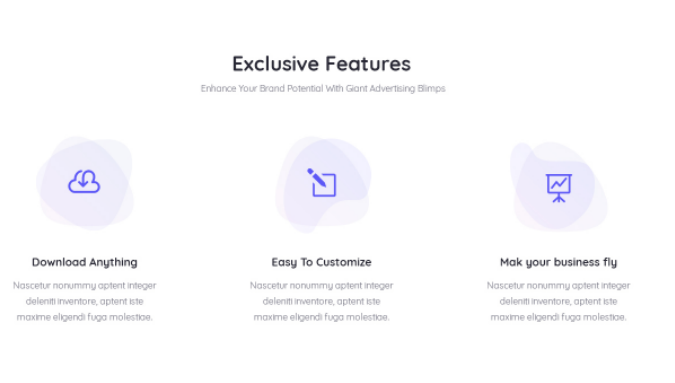 Exclusive Features
Enhance Your Brand Potential With Giant Advertising Blimps
Download Anything
Nascetur nonummy aptent integer
deleniti inventore, aptent iste
maxime eligendi fuga molestiae.
Easy To Customize
Nascetur nonummy aptent integer
deleniti inventore, aptent iste
maxime eligendi fuga molestiae.
Mak your business fly
Nascetur nonummy aptent integer
deleniti inventore, aptent iste
maxime eligendi fuga molestiae.